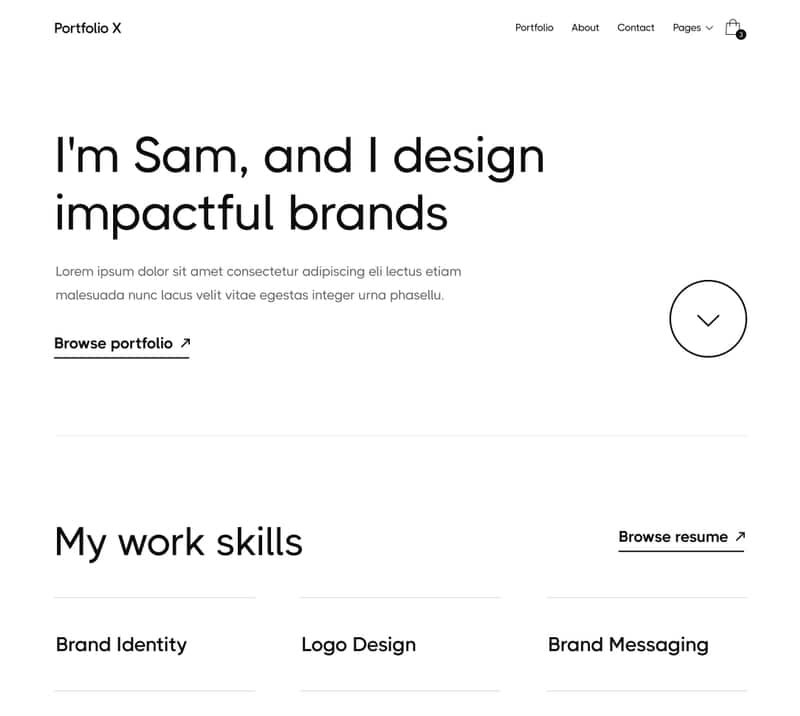 Portfolio X
Portfolio About Contact Pages
I'm Sam, and I design
impactful brands
Lorem ipsum dolor sit amet consectetur adipiscing eli lectus etiam
malesuada nunc lacus velit vitae egestas integer urna phasellu.
Browse portfolio
My work skills
Browse resume
Brand Identity
Logo Design
Brand Messaging